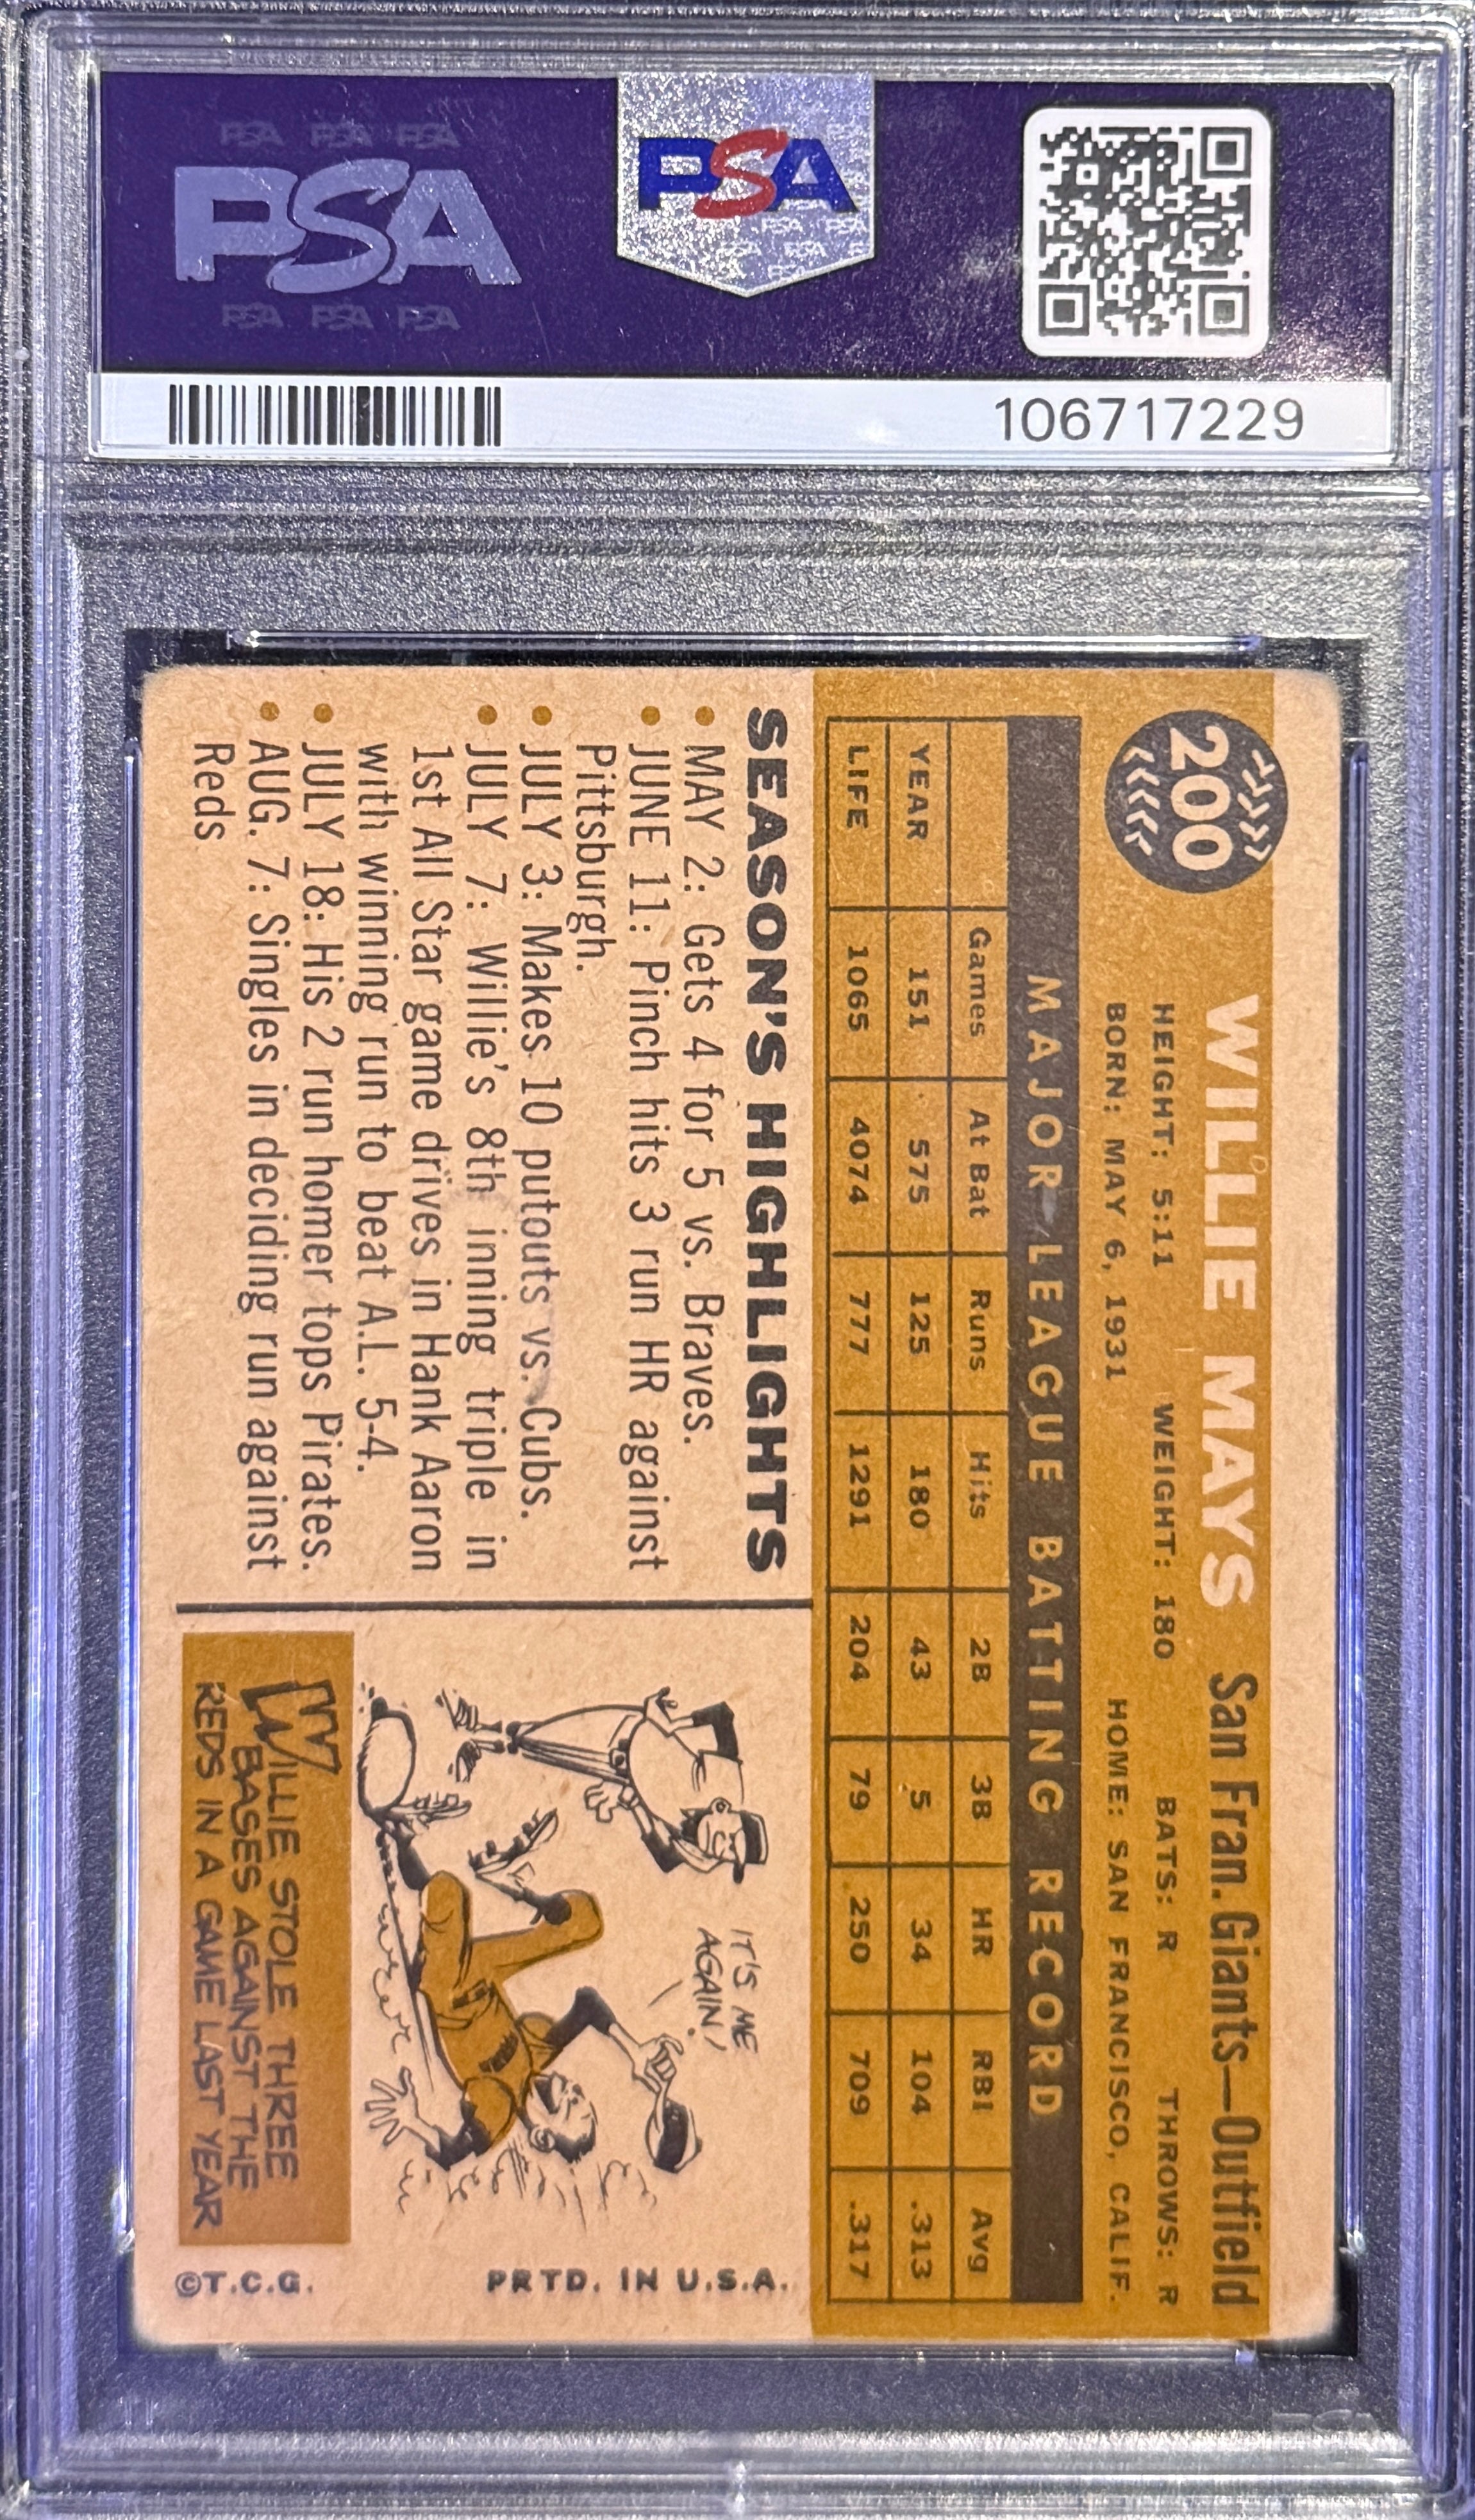 PSA PSA PSA
PSA
PSA PSA PSA
PSA
106717229
200
WILLIE MAYS San Fran. Giants—Outfield
HEIGHT: 5:11 WEIGHT: 180 BATS: R THROWS: R
BORN: MAY 6, 1931 HOME: SAN FRANCISCO, CALIF.
MAJOR LEAGUE BATTING RECORD
Games At Bat Runs Hits 2B 3B HR RBI Avg
YEAR 151 575 125 180 43 5 34 104 .313
LIFE 1065 4074 777 1291 204 79 250 709 .317
SEASON'S HIGHLIGHTS
• MAY 2: Gets 4 for 5 vs. Braves.
• JUNE 11: Pinch hits 3 run HR against
Pittsburgh.
• JULY 3: Makes 10 putouts vs. Cubs.
• JULY 7: Willie's 8th inning triple in
1st All Star game drives in Hank Aaron
with winning run to beat A.L. 5-4.
• JULY 18: His 2 run homer tops Pirates.
• AUG. 7: Singles in deciding run against
Reds
IT'S ME
AGAIN!
WILLIE STOLE THREE
BASES AGAINST THE
REDS IN A GAME LAST YEAR
©T.C.G. PRTD. IN U.S.A.